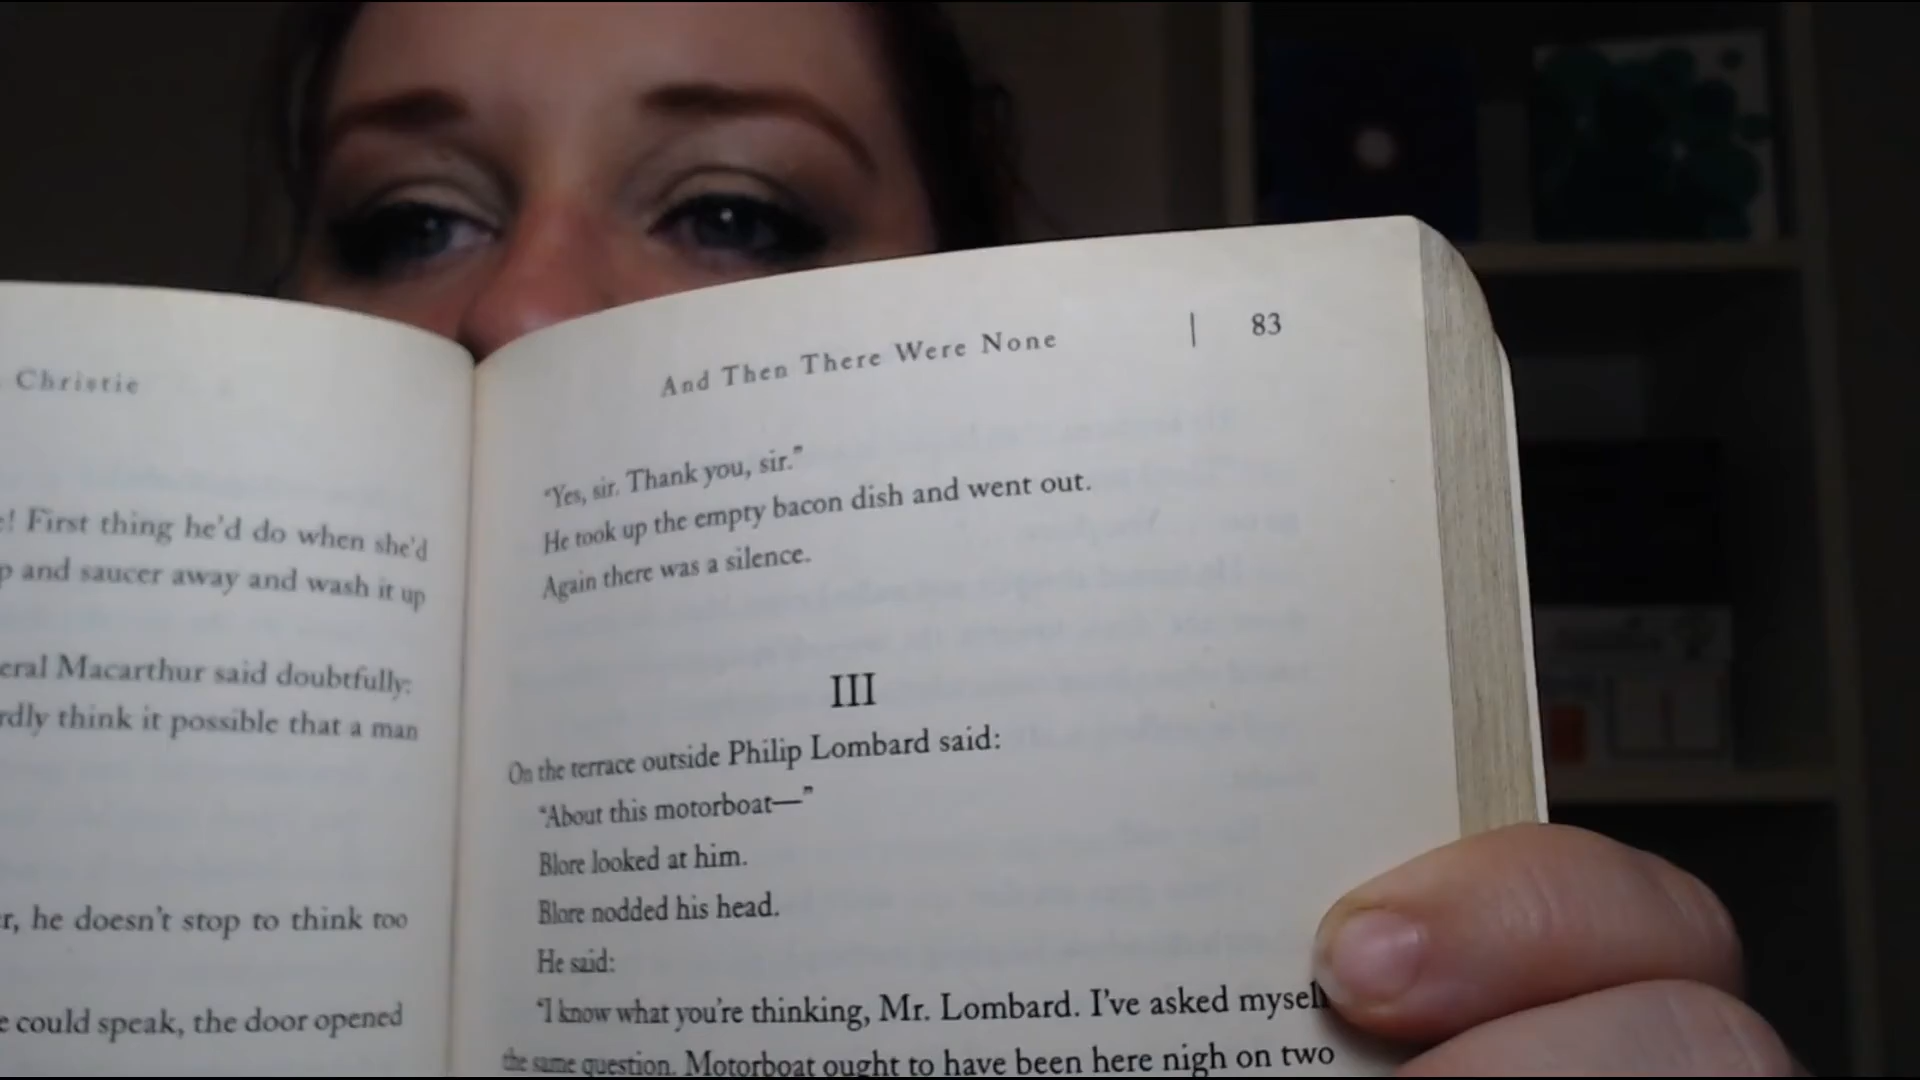 Christie
! First thing he'd do when she'd
p and saucer away and wash it up
eral Macarthur said doubtfully:
rdly think it possible that a man
r, he doesn't stop to think too
e could speak, the door opened
And Then There Were None | 83
"Yes, sir. Thank you, sir."
He took up the empty bacon dish and went out.
Again there was a silence.
III
On the terrace outside Philip Lombard said:
"About this motorboat—"
Blore looked at him.
Blore nodded his head.
He said:
"I know what you're thinking, Mr. Lombard. I've asked myself
the same question. Motorboat ought to have been here nigh on two